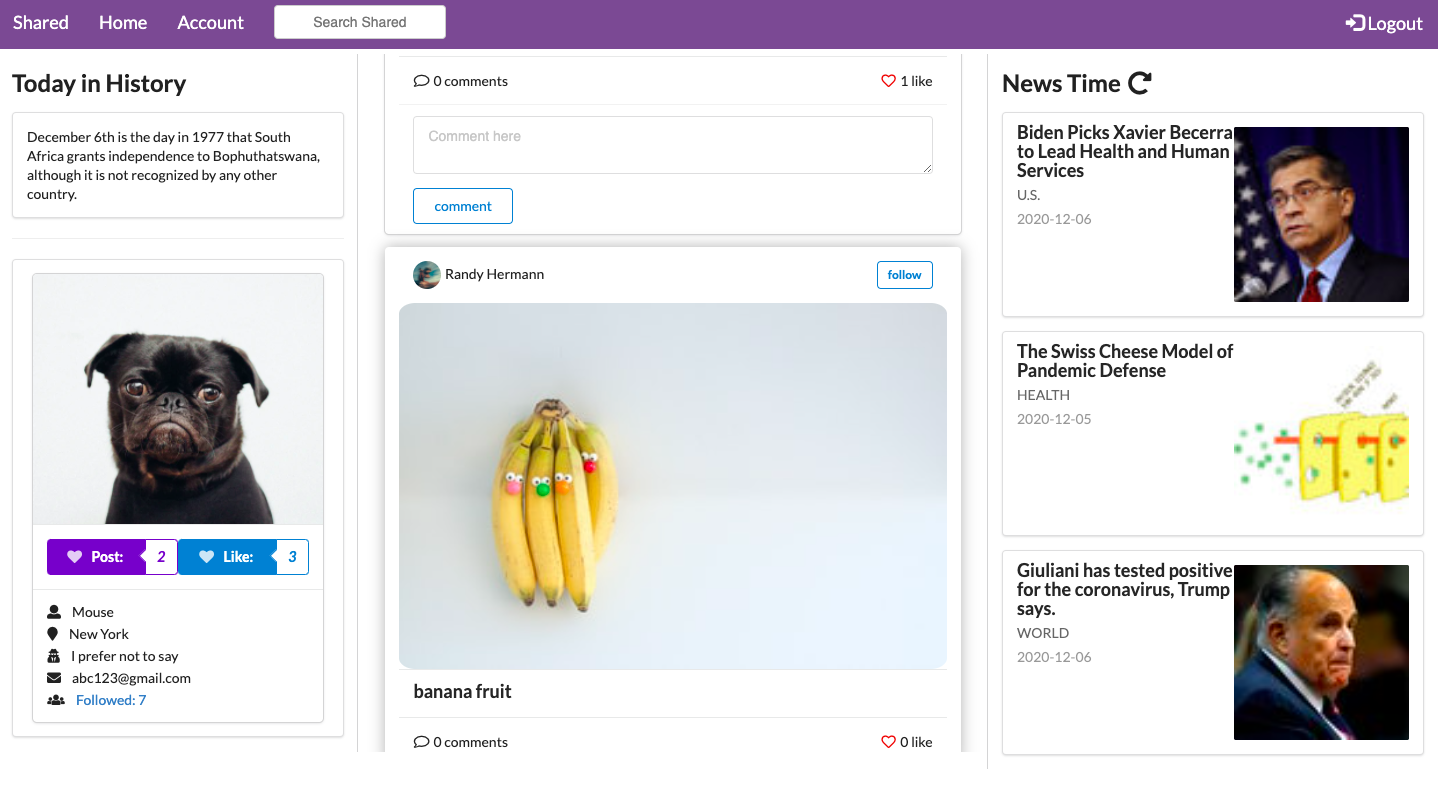 Shared Home Account Search Shared Logout
Today in History
December 6th is the day in 1977 that South
Africa grants independence to Bophuthatswana,
although it is not recognized by any other
country.
Post: 2 Like: 3
Mouse
New York
I prefer not to say
abc123@gmail.com
Followed: 7
0 comments 1 like
Comment here
comment
Randy Hermann follow
banana fruit
0 comments 0 like
News Time
Biden Picks Xavier Becerra
to Lead Health and Human
Services
U.S.
2020-12-06
The Swiss Cheese Model of
Pandemic Defense
HEALTH
2020-12-05
Giuliani has tested positive
for the coronavirus, Trump
says.
WORLD
2020-12-06